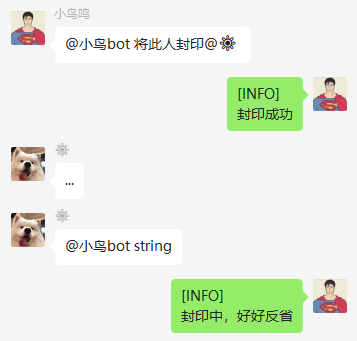 小鸟鸣
@小鸟bot 将此人封印@
[INFO]
封印成功
...
@小鸟bot string
[INFO]
封印中，好好反省